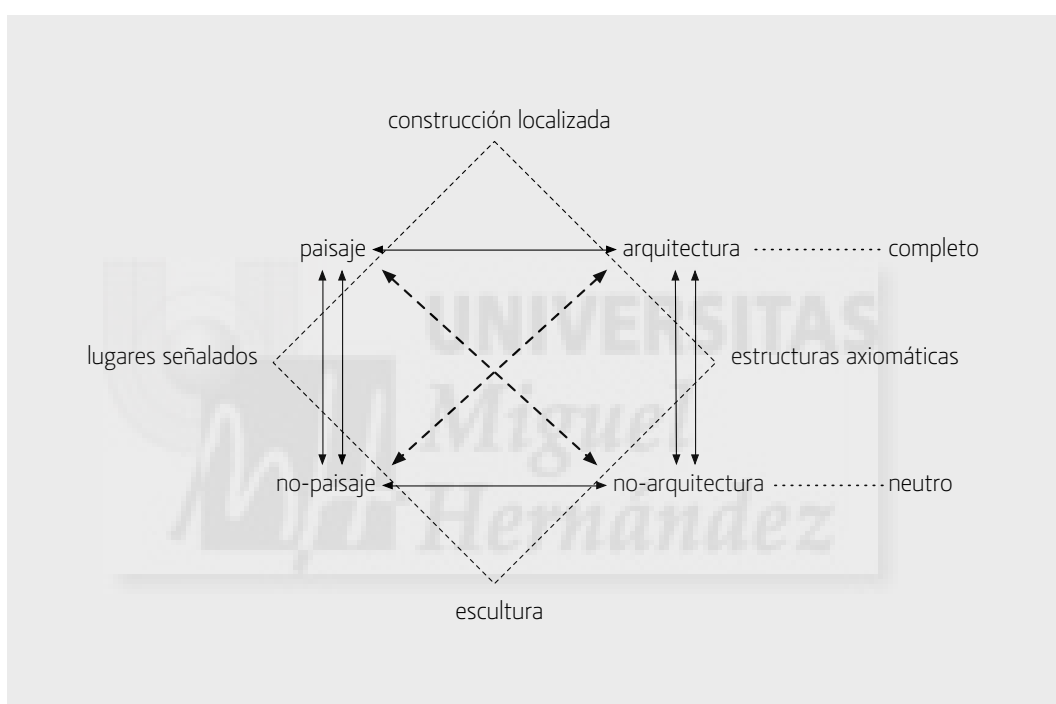 construcción localizada
paisaje arquitectura completo
lugares señalados estructuras axiomáticas
no-paisaje no-arquitectura neutro
escultura
UNIVERSITAS
Miguel
Hernández